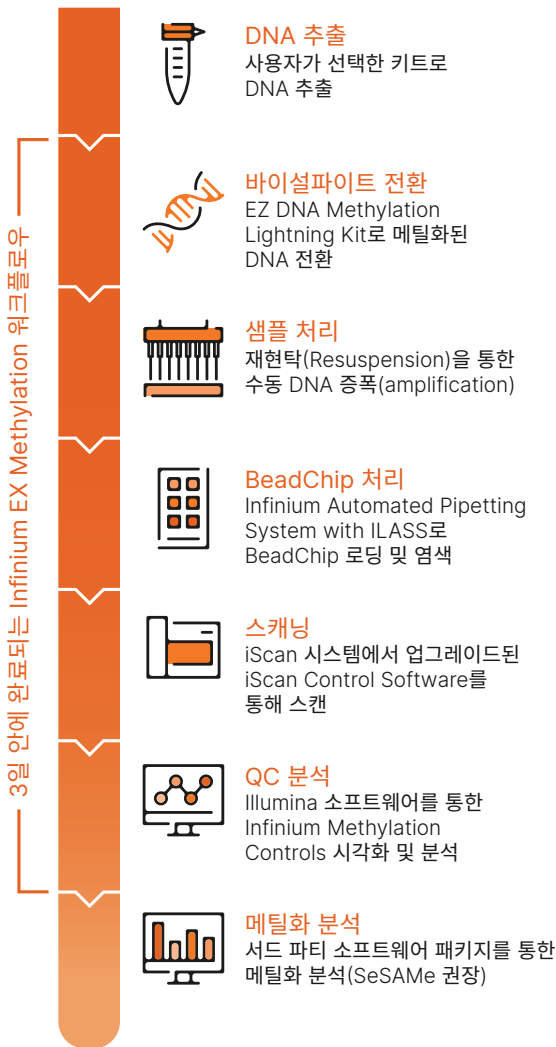 3일 안에 완료되는 Infinium EX Methylation 워크플로우
DNA 추출
사용자가 선택한 키트로
DNA 추출
바이설파이트 전환
EZ DNA Methylation
Lightning Kit로 메틸화된
DNA 전환
샘플 처리
재현탁(Resuspension)을 통한
수동 DNA 증폭(amplification)
BeadChip 처리
Infinium Automated Pipetting
System with ILASS로
BeadChip 로딩 및 염색
스캐닝
iScan 시스템에서 업그레이드된
iScan Control Software를
통해 스캔
QC 분석
Illumina 소프트웨어를 통한
Infinium Methylation
Controls 시각화 및 분석
메틸화 분석
서드 파티 소프트웨어 패키지를 통한
메틸화 분석(SeSAMe 권장)